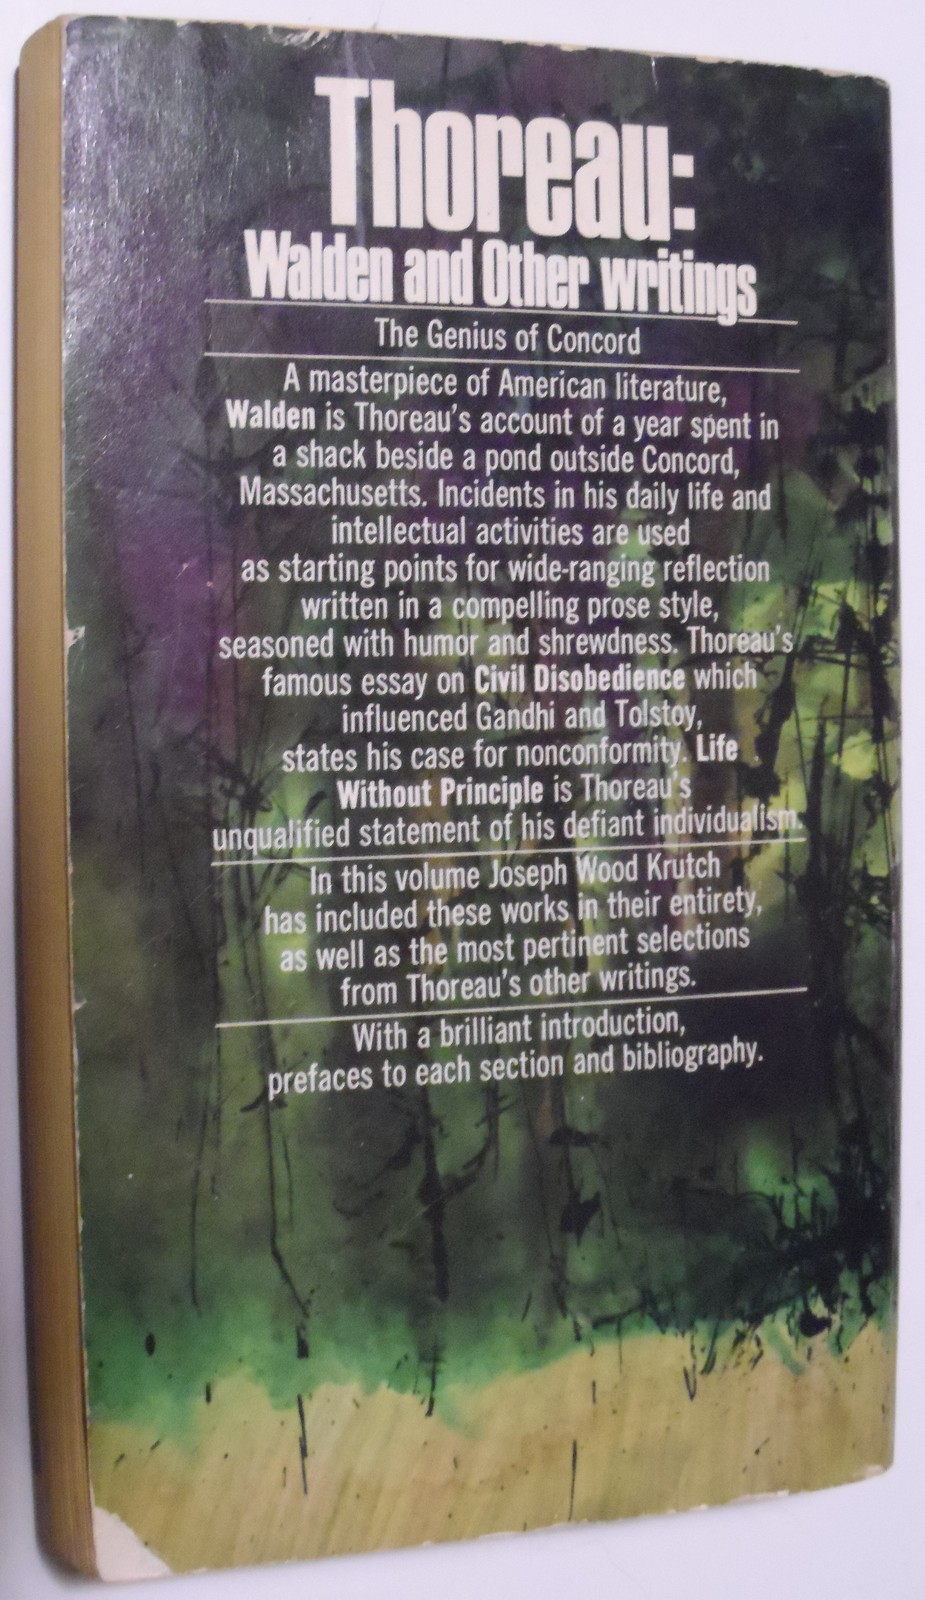 Thoreau:
Walden and Other writings
The Genius of Concord
A masterpiece of American literature,
Walden is Thoreau's account of a year spent in
a shack beside a pond outside Concord,
Massachusetts. Incidents in his daily life and
intellectual activities are used
as starting points for wide-ranging reflection
written in a compelling prose style,
seasoned with humor and shrewdness. Thoreau's
famous essay on Civil Disobedience which
influenced Gandhi and Tolstoy,
states his case for nonconformity. Life
Without Principle is Thoreau's
unqualified statement of his defiant individualism.
In this volume Joseph Wood Krutch
has included these works in their entirety,
as well as the most pertinent selections
from Thoreau's other writings.
With a brilliant introduction,
prefaces to each section and bibliography.